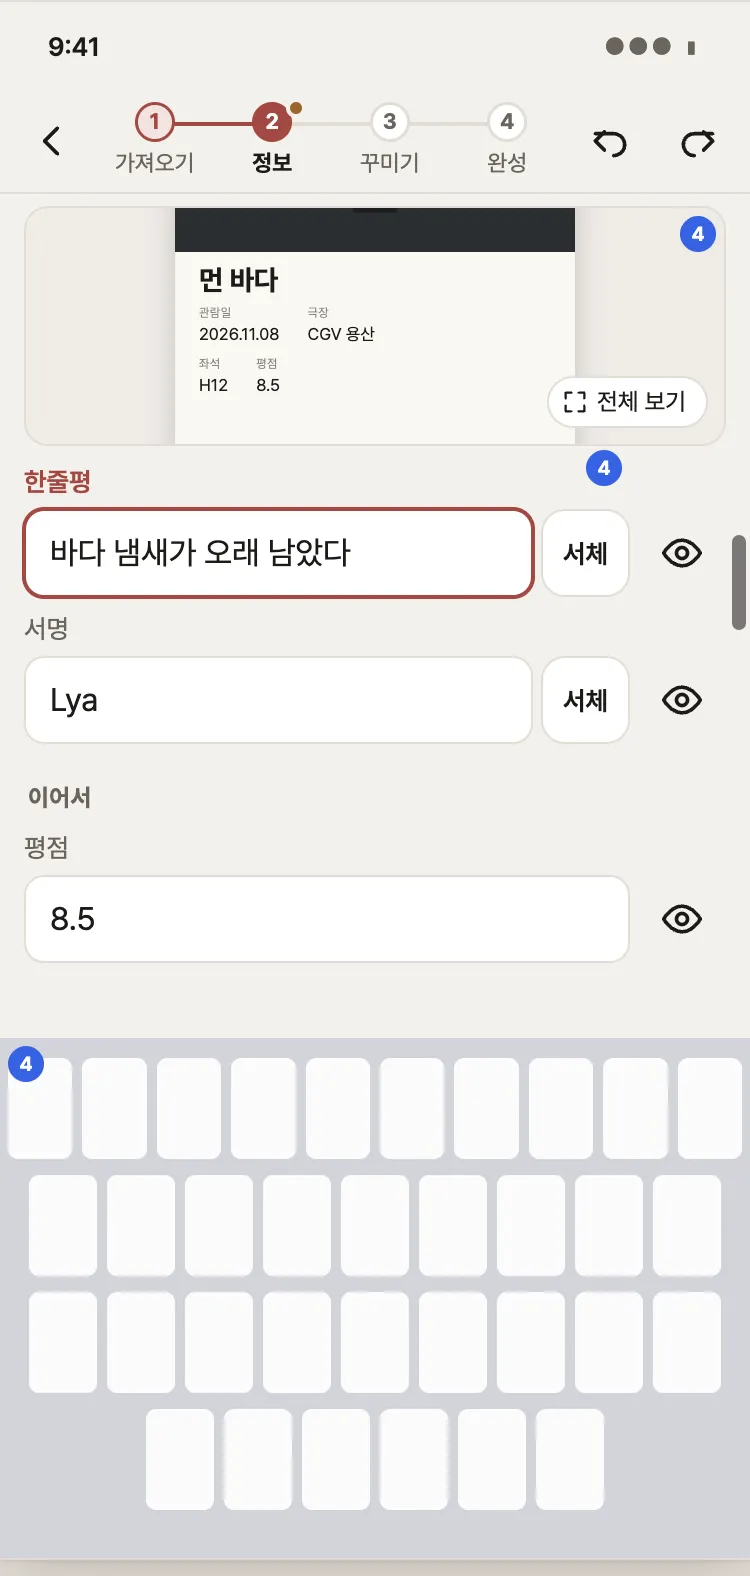 9:41
1 2 3 4
가져오기 정보 꾸미기 완성
4
먼 바다
관람일 극장
2026.11.08 CGV 용산
좌석 평점
H12 8.5
전체 보기
4
한줄평
바다 냄새가 오래 남았다 서체
서명
Lya 서체
이어서
평점
8.5
4